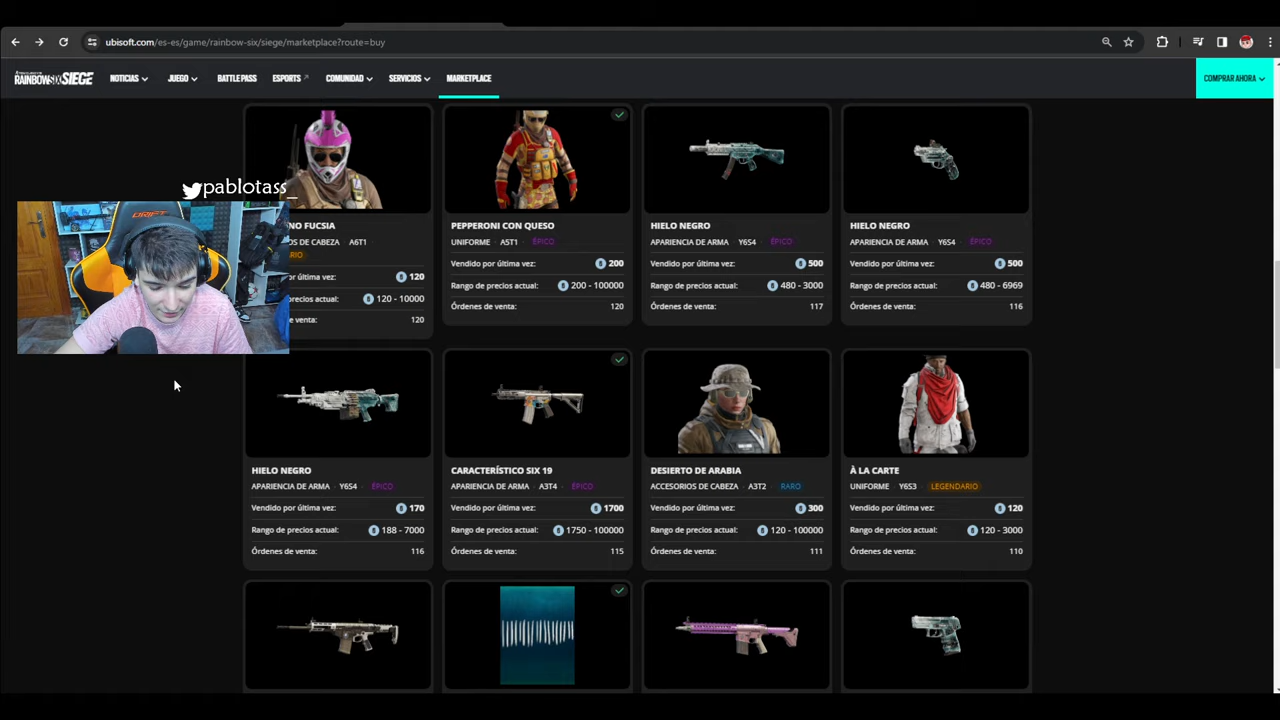 ubisoft.com/es-es/game/rainbow-six/siege/marketplace?route=buy
RAINBOWSIX SIEGE
NOTICIAS
JUEGO
BATTLE PASS
ESPORTS
COMUNIDAD
SERVICIOS
MARKETPLACE
COMPRAR AHORA
pablotass_
DRIFT
FUCSIA
OS DE CABEZA · A6T1 ·
RIO
120
Rango de precios actual: 120 - 10000
de venta: 120
PEPPERONI CON QUESO
UNIFORME · A5T1 · ÉPICO
Vendido por última vez: 200
Rango de precios actual: 200 - 100000
Órdenes de venta: 120
HIELO NEGRO
APARIENCIA DE ARMA · Y6S4 · ÉPICO
Vendido por última vez: 500
Rango de precios actual: 480 - 3000
Órdenes de venta: 117
HIELO NEGRO
APARIENCIA DE ARMA · Y6S4 · ÉPICO
Vendido por última vez: 500
Rango de precios actual: 480 - 6969
Órdenes de venta: 116
HIELO NEGRO
APARIENCIA DE ARMA · Y6S4 · ÉPICO
Vendido por última vez: 170
Rango de precios actual: 188 - 7000
Órdenes de venta: 116
CARACTERÍSTICO SIX 19
APARIENCIA DE ARMA · A3T4 · ÉPICO
Vendido por última vez: 1700
Rango de precios actual: 1750 - 100000
Órdenes de venta: 115
DESIERTO DE ARABIA
ACCESORIOS DE CABEZA · A3T2 · RARO
Vendido por última vez: 300
Rango de precios actual: 120 - 100000
Órdenes de venta: 111
À LA CARTE
UNIFORME · Y6S3 · LEGENDARIO
Vendido por última vez: 120
Rango de precios actual: 120 - 3000
Órdenes de venta: 110